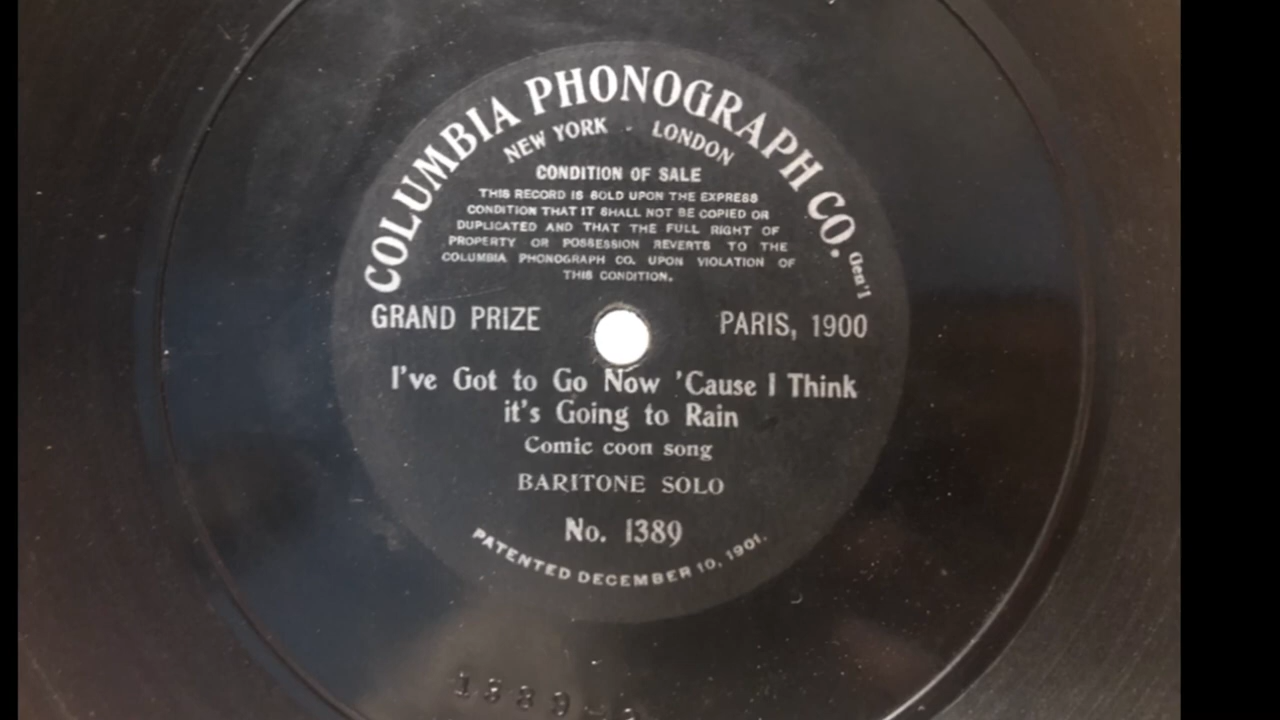 COLUMBIA PHONOGRAPH CO. Gen'l
NEW YORK - LONDON
CONDITION OF SALE
THIS RECORD IS SOLD UPON THE EXPRESS
CONDITION THAT IT SHALL NOT BE COPIED OR
DUPLICATED AND THAT THE FULL RIGHT OF
PROPERTY OR POSSESSION REVERTS TO THE
COLUMBIA PHONOGRAPH CO. UPON VIOLATION OF
THIS CONDITION.
GRAND PRIZE PARIS, 1900
I've Got to Go Now 'Cause I Think
it's Going to Rain
Comic coon song
BARITONE SOLO
No. 1389
PATENTED DECEMBER 10, 1901.
1389